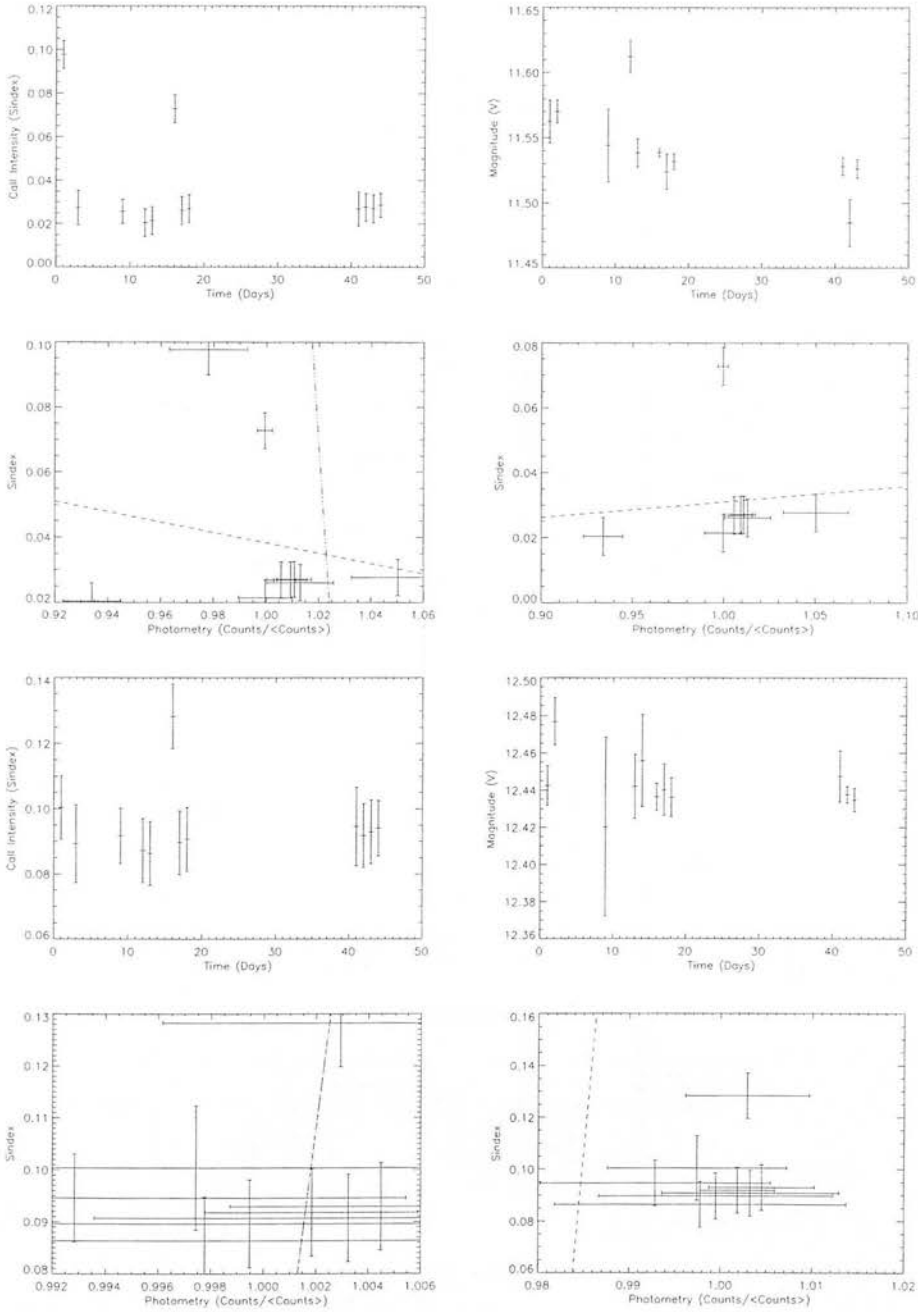 0.12
0.10
0.08
0.06
0.04
0.02
0.00
CaII Intensity (Sindex)
0 10 20 30 40 50
Time (Days)
11.65
11.60
11.55
11.50
11.45
Magnitude (V)
0 10 20 30 40 50
Time (Days)
0.10
0.08
0.06
0.04
0.02
Sindex
0.92 0.94 0.96 0.98 1.00 1.02 1.04 1.06
Photometry (Counts/<Counts>)
0.08
0.06
0.04
0.02
0.00
Sindex
0.90 0.95 1.00 1.05 1.10
Photometry (Counts/<Counts>)
0.14
0.12
0.10
0.08
0.06
CaII Intensity (Sindex)
0 10 20 30 40 50
Time (Days)
12.50
12.48
12.46
12.44
12.42
12.40
12.38
12.36
Magnitude (V)
0 10 20 30 40 50
Time (Days)
0.13
0.12
0.11
0.10
0.09
0.08
Sindex
0.992 0.994 0.996 0.998 1.000 1.002 1.004 1.006
Photometry (Counts/<Counts>)
0.16
0.14
0.12
0.10
0.08
0.06
Sindex
0.98 0.99 1.00 1.01 1.02
Photometry (Counts/<Counts>)